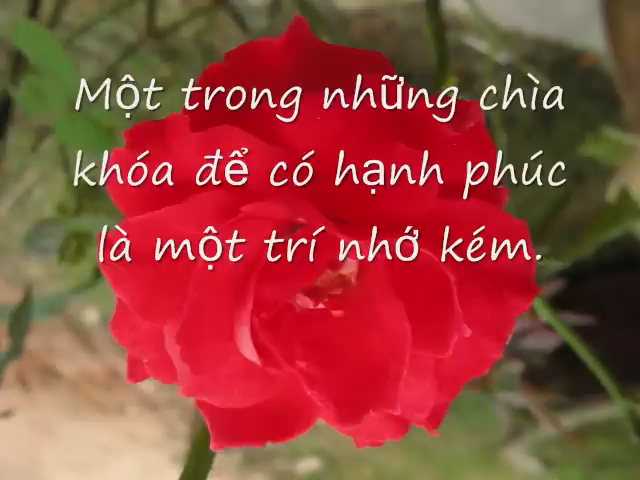 Một trong những chìa
khóa để có hạnh phúc
là một trí nhớ kém.